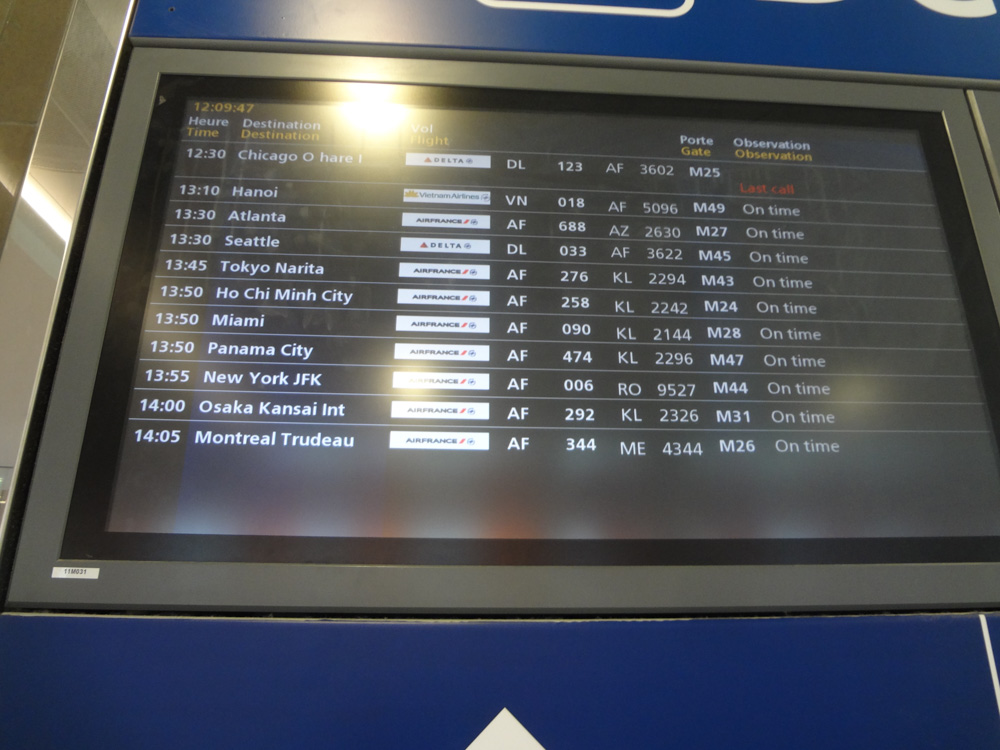 12:09:47
Heure Destination Vol Porte Observation
Time Destination Flight Gate Observation
12:30 Chicago O hare I DELTA DL 123 AF 3602 M25 Last call
13:10 Hanoi Vietnam Airlines VN 018 AF 5096 M49 On time
13:30 Atlanta AIRFRANCE AF 688 AZ 2630 M27 On time
13:30 Seattle DELTA DL 033 AF 3622 M45 On time
13:45 Tokyo Narita AIRFRANCE AF 276 KL 2294 M43 On time
13:50 Ho Chi Minh City AIRFRANCE AF 258 KL 2242 M24 On time
13:50 Miami AIRFRANCE AF 090 KL 2144 M28 On time
13:50 Panama City AIRFRANCE AF 474 KL 2296 M47 On time
13:55 New York JFK AIRFRANCE AF 006 RO 9527 M44 On time
14:00 Osaka Kansai Int AIRFRANCE AF 292 KL 2326 M31 On time
14:05 Montreal Trudeau AIRFRANCE AF 344 ME 4344 M26 On time
11M031